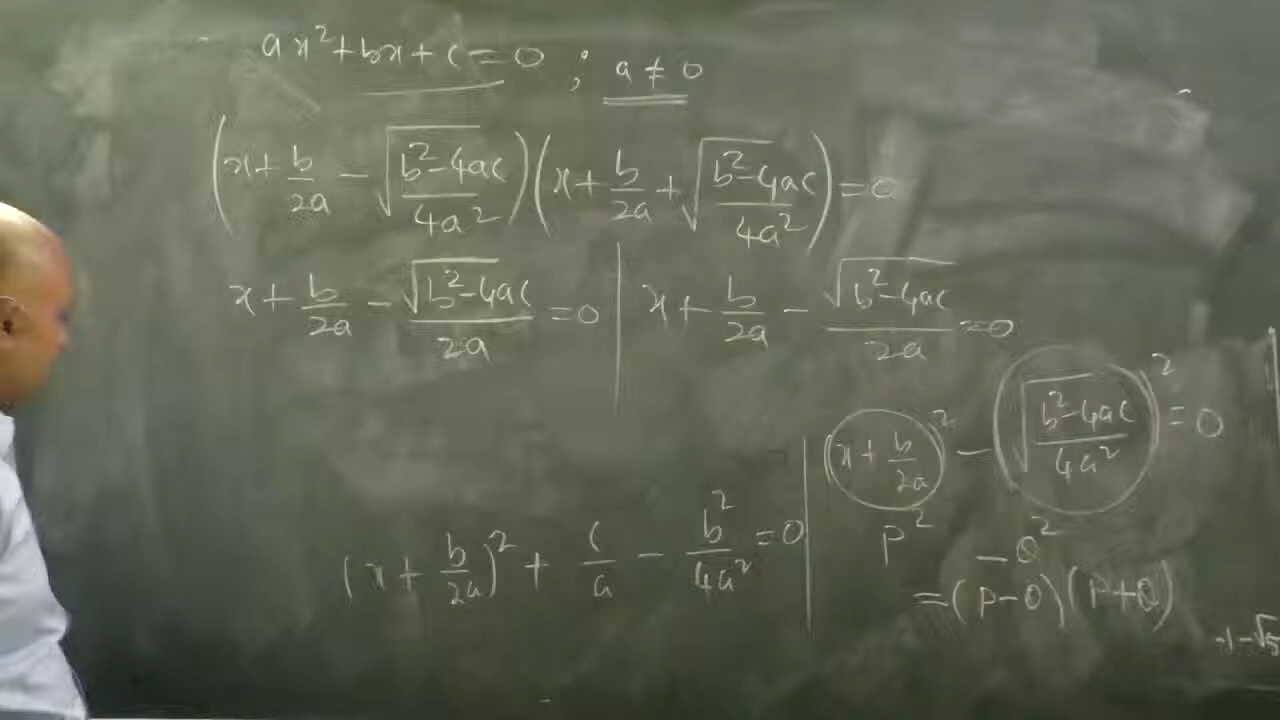 ax²+bx+c=0 ; a≠0
(x+b/2a - √(b²-4ac/4a²))(x+b/2a+√(b²-4ac/4a²))=0
x+b/2a - √(b²-4ac)/2a=0 | x+b/2a - √(b²-4ac)/2a=0
(x+b/2a)²+c/a - b²/4a²=0
(x+b/2a)² - (√(b²-4ac/4a²))²=0
P² - Q²
=(P-Q)(P+Q)